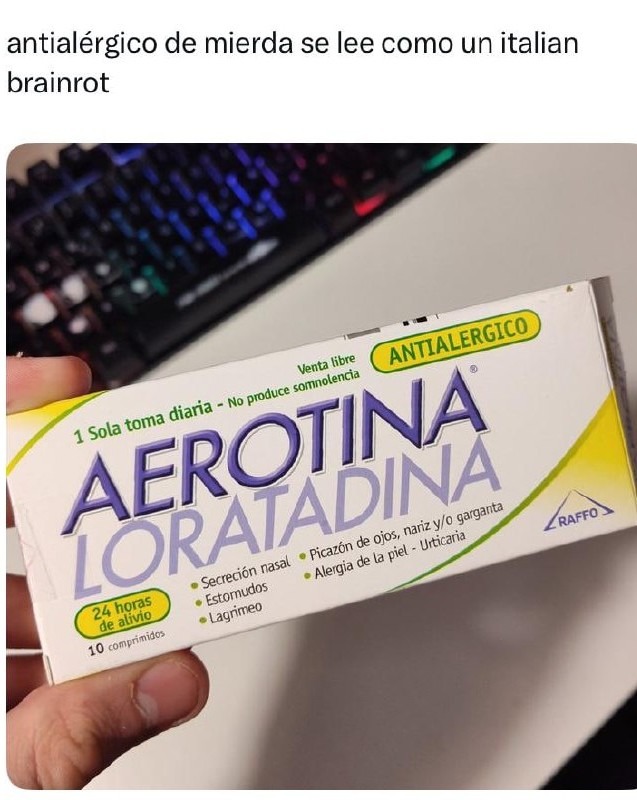 antialérgico de mierda se lee como un italian
brainrot
Venta libre
ANTIALERGICO
1 Sola toma diaria - No produce somnolencia
AEROTINA®
LORATADINA
24 horas
de alivio
10 comprimidos
• Secreción nasal
• Estornudos
• Lagrimeo
• Picazón de ojos, nariz y/o garganta
• Alergia de la piel - Urticaria
RAFFO